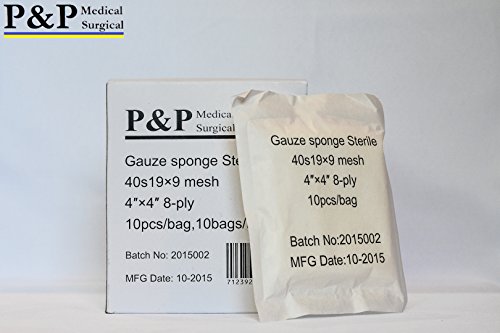 P&P Medical
Surgical
P&P Medical
Surgical
Gauze sponge
40s19×9 mesh
4"×4" 8-ply
10pcs/bag,10bags/
Batch No: 2015002
MFG Date: 10-2015
712392
Gauze sponge Sterile
40s19×9 mesh
4"×4" 8-ply
10pcs/bag
Batch No:2015002
MFG Date:10-2015